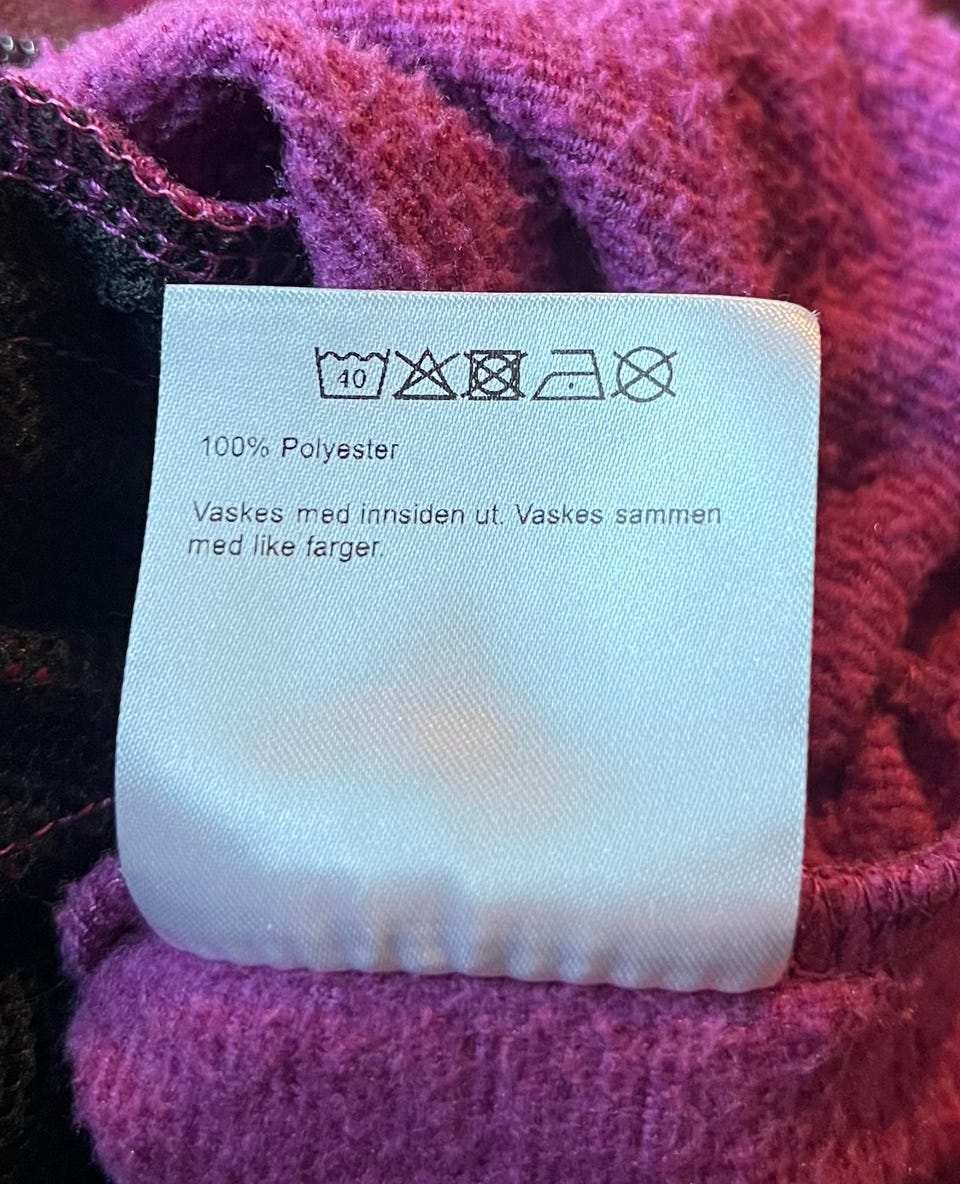 40
100% Polyester
Vaskes med innsiden ut. Vaskes sammen
med like farger.